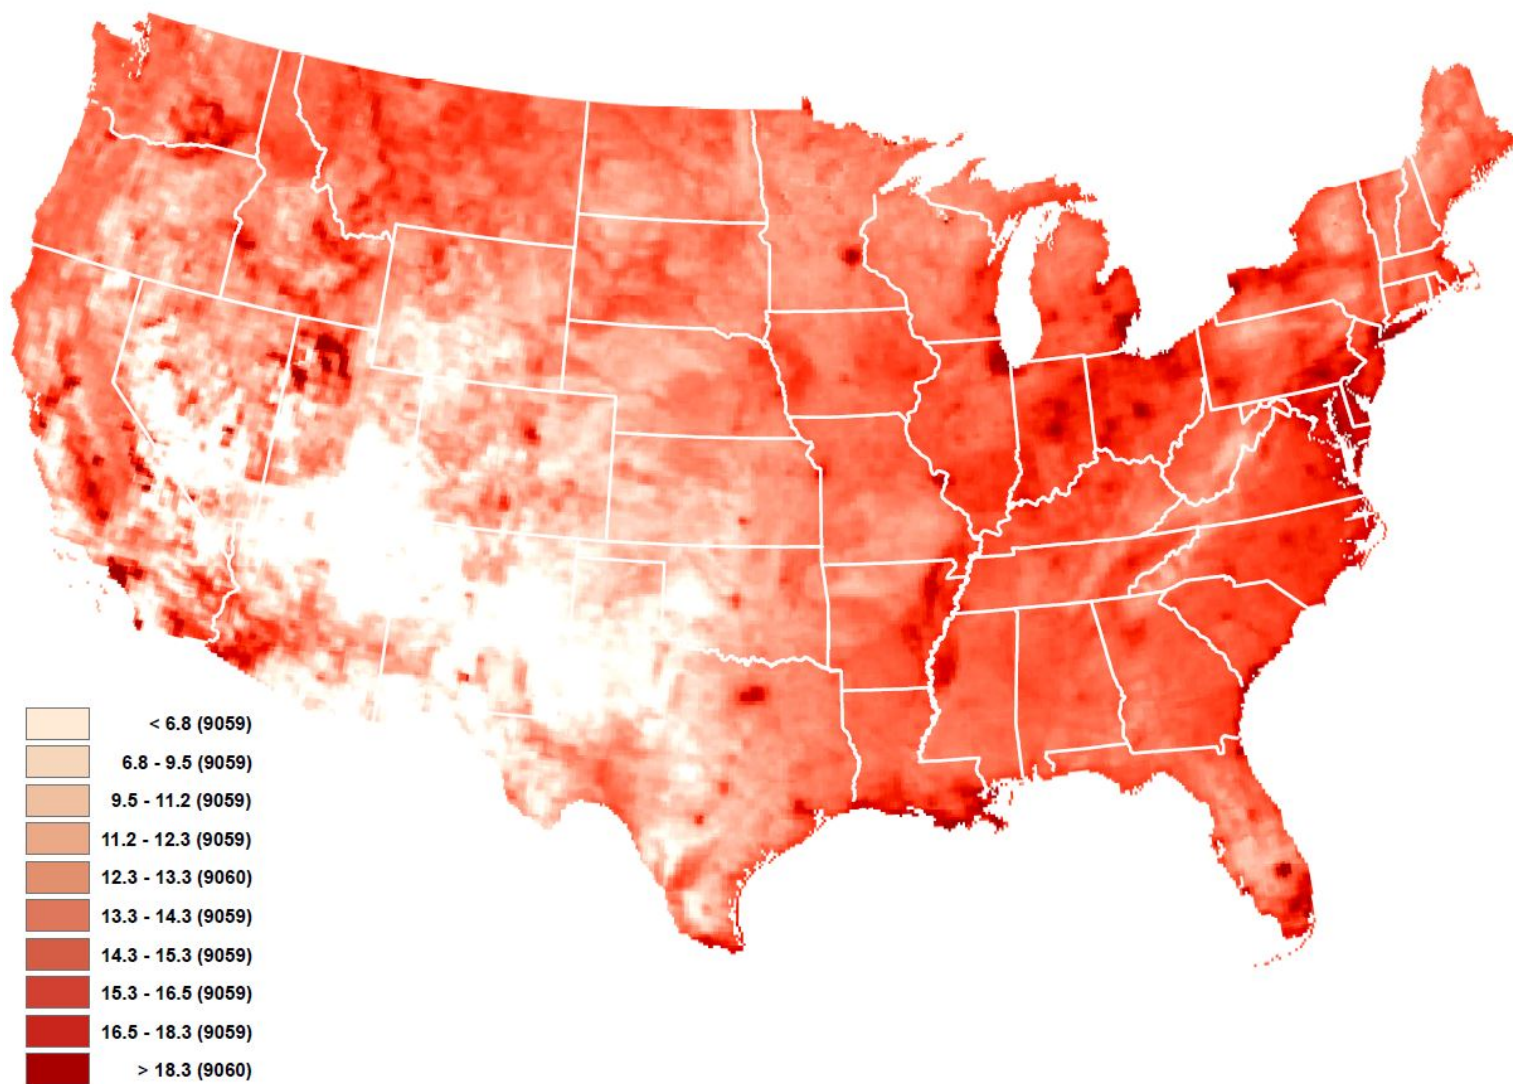 < 6.8 (9059)
6.8 - 9.5 (9059)
9.5 - 11.2 (9059)
11.2 - 12.3 (9059)
12.3 - 13.3 (9060)
13.3 - 14.3 (9059)
14.3 - 15.3 (9059)
15.3 - 16.5 (9059)
16.5 - 18.3 (9059)
> 18.3 (9060)